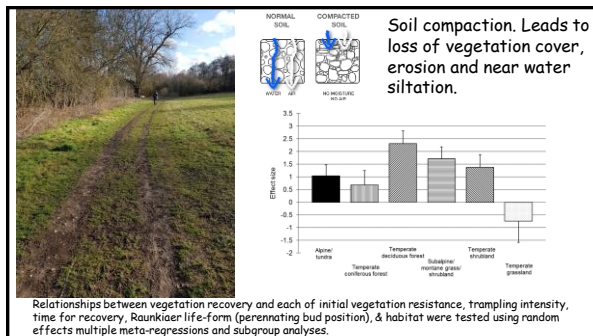 NORMAL
SOIL
COMPACTED
SOIL
WATER AIR
NO MOISTURE
NO AIR
Soil compaction. Leads to
loss of vegetation cover,
erosion and near water
siltation.
Effect size
3.5
3
2.5
2
1.5
1
0.5
0
-0.5
-1
-1.5
-2
Alpine/
tundra
Temperate
coniferous forest
Temperate
deciduous forest
Subalpine/
montane grass/
shrubland
Temperate
shrubland
Temperate
grassland
Relationships between vegetation recovery and each of initial vegetation resistance, trampling intensity,
time for recovery, Raunkiaer life-form (perennating bud position), & habitat were tested using random
effects multiple meta-regressions and subgroup analyses.